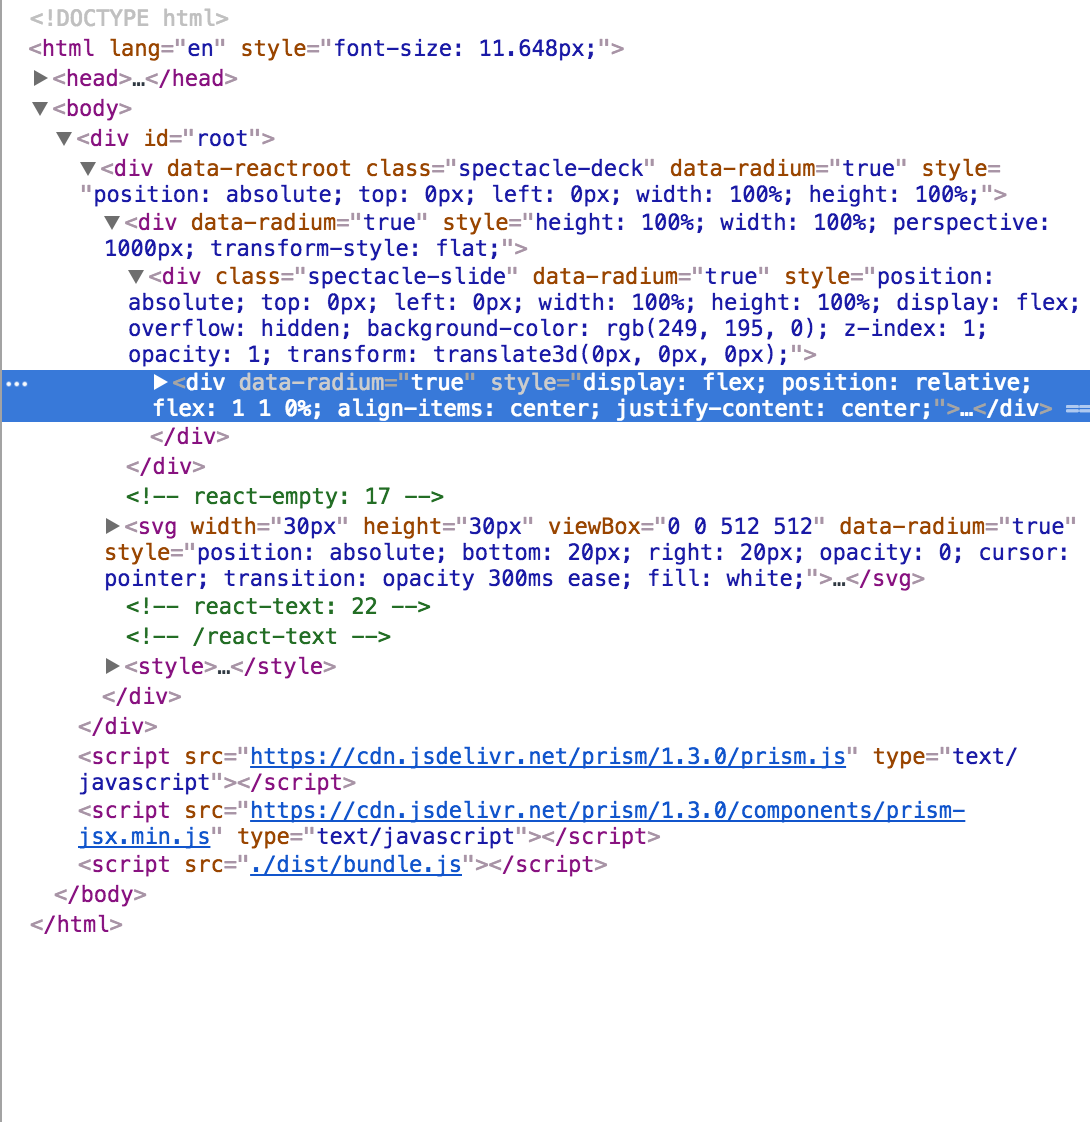 <!DOCTYPE html>
<html lang="en" style="font-size: 11.648px;">
▶<head>…</head>
▼<body>
▼<div id="root">
▼<div data-reactroot class="spectacle-deck" data-radium="true" style=
"position: absolute; top: 0px; left: 0px; width: 100%; height: 100%;">
▼<div data-radium="true" style="height: 100%; width: 100%; perspective:
1000px; transform-style: flat;">
▼<div class="spectacle-slide" data-radium="true" style="position:
absolute; top: 0px; left: 0px; width: 100%; height: 100%; display: flex;
overflow: hidden; background-color: rgb(249, 195, 0); z-index: 1;
opacity: 1; transform: translate3d(0px, 0px, 0px);">
… ▶<div data-radium="true" style="display: flex; position: relative;
flex: 1 1 0%; align-items: center; justify-content: center;">…</div> ==
</div>
</div>
<!-- react-empty: 17 -->
▶<svg width="30px" height="30px" viewBox="0 0 512 512" data-radium="true"
style="position: absolute; bottom: 20px; right: 20px; opacity: 0; cursor:
pointer; transition: opacity 300ms ease; fill: white;">…</svg>
<!-- react-text: 22 -->
<!-- /react-text -->
▶<style>…</style>
</div>
</div>
<script src="https://cdn.jsdelivr.net/prism/1.3.0/prism.js" type="text/
javascript"></script>
<script src="https://cdn.jsdelivr.net/prism/1.3.0/components/prism-
jsx.min.js" type="text/javascript"></script>
<script src="./dist/bundle.js"></script>
</body>
</html>